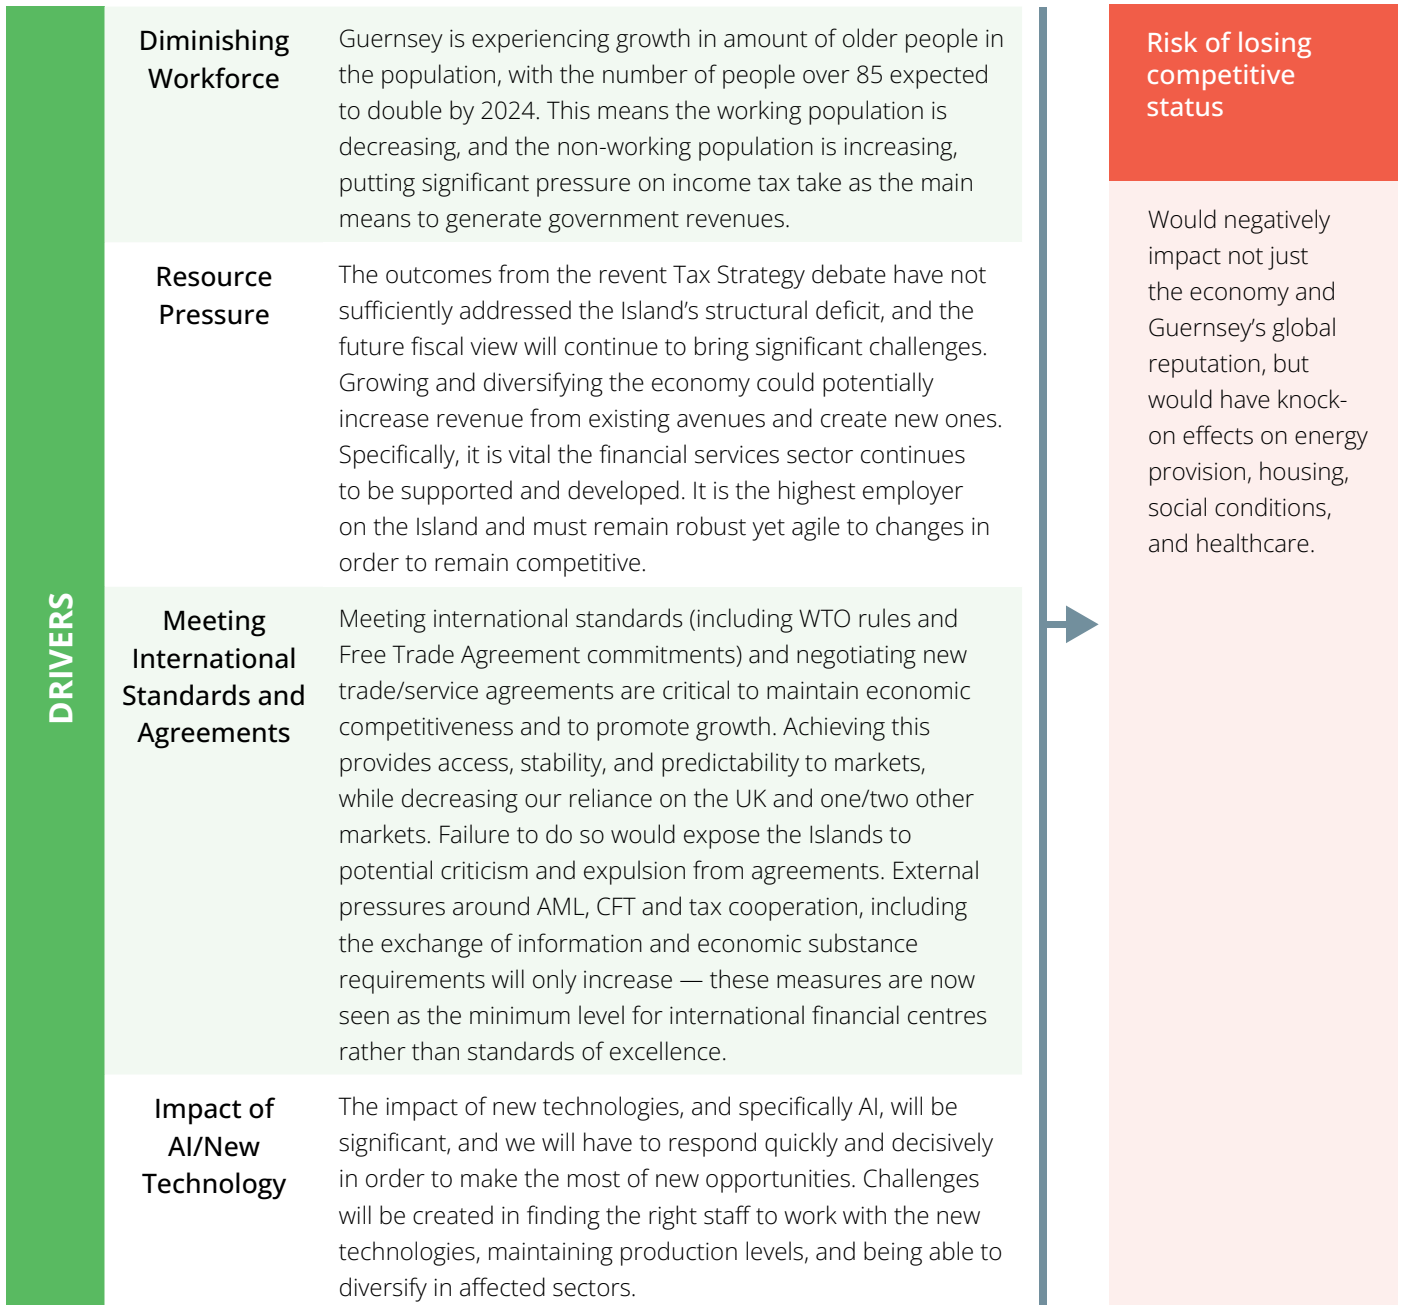 DRIVERS
Diminishing
Workforce
Guernsey is experiencing growth in amount of older people in
the population, with the number of people over 85 expected
to double by 2024. This means the working population is
decreasing, and the non-working population is increasing,
putting significant pressure on income tax take as the main
means to generate government revenues.
Resource
Pressure
The outcomes from the revent Tax Strategy debate have not
sufficiently addressed the Island’s structural deficit, and the
future fiscal view will continue to bring significant challenges.
Growing and diversifying the economy could potentially
increase revenue from existing avenues and create new ones.
Specifically, it is vital the financial services sector continues
to be supported and developed. It is the highest employer
on the Island and must remain robust yet agile to changes in
order to remain competitive.
Meeting
International
Standards and
Agreements
Meeting international standards (including WTO rules and
Free Trade Agreement commitments) and negotiating new
trade/service agreements are critical to maintain economic
competitiveness and to promote growth. Achieving this
provides access, stability, and predictability to markets,
while decreasing our reliance on the UK and one/two other
markets. Failure to do so would expose the Islands to
potential criticism and expulsion from agreements. External
pressures around AML, CFT and tax cooperation, including
the exchange of information and economic substance
requirements will only increase — these measures are now
seen as the minimum level for international financial centres
rather than standards of excellence.
Impact of
AI/New
Technology
The impact of new technologies, and specifically AI, will be
significant, and we will have to respond quickly and decisively
in order to make the most of new opportunities. Challenges
will be created in finding the right staff to work with the new
technologies, maintaining production levels, and being able to
diversify in affected sectors.
Risk of losing
competitive
status
Would negatively
impact not just
the economy and
Guernsey’s global
reputation, but
would have knock-
on effects on energy
provision, housing,
social conditions,
and healthcare.